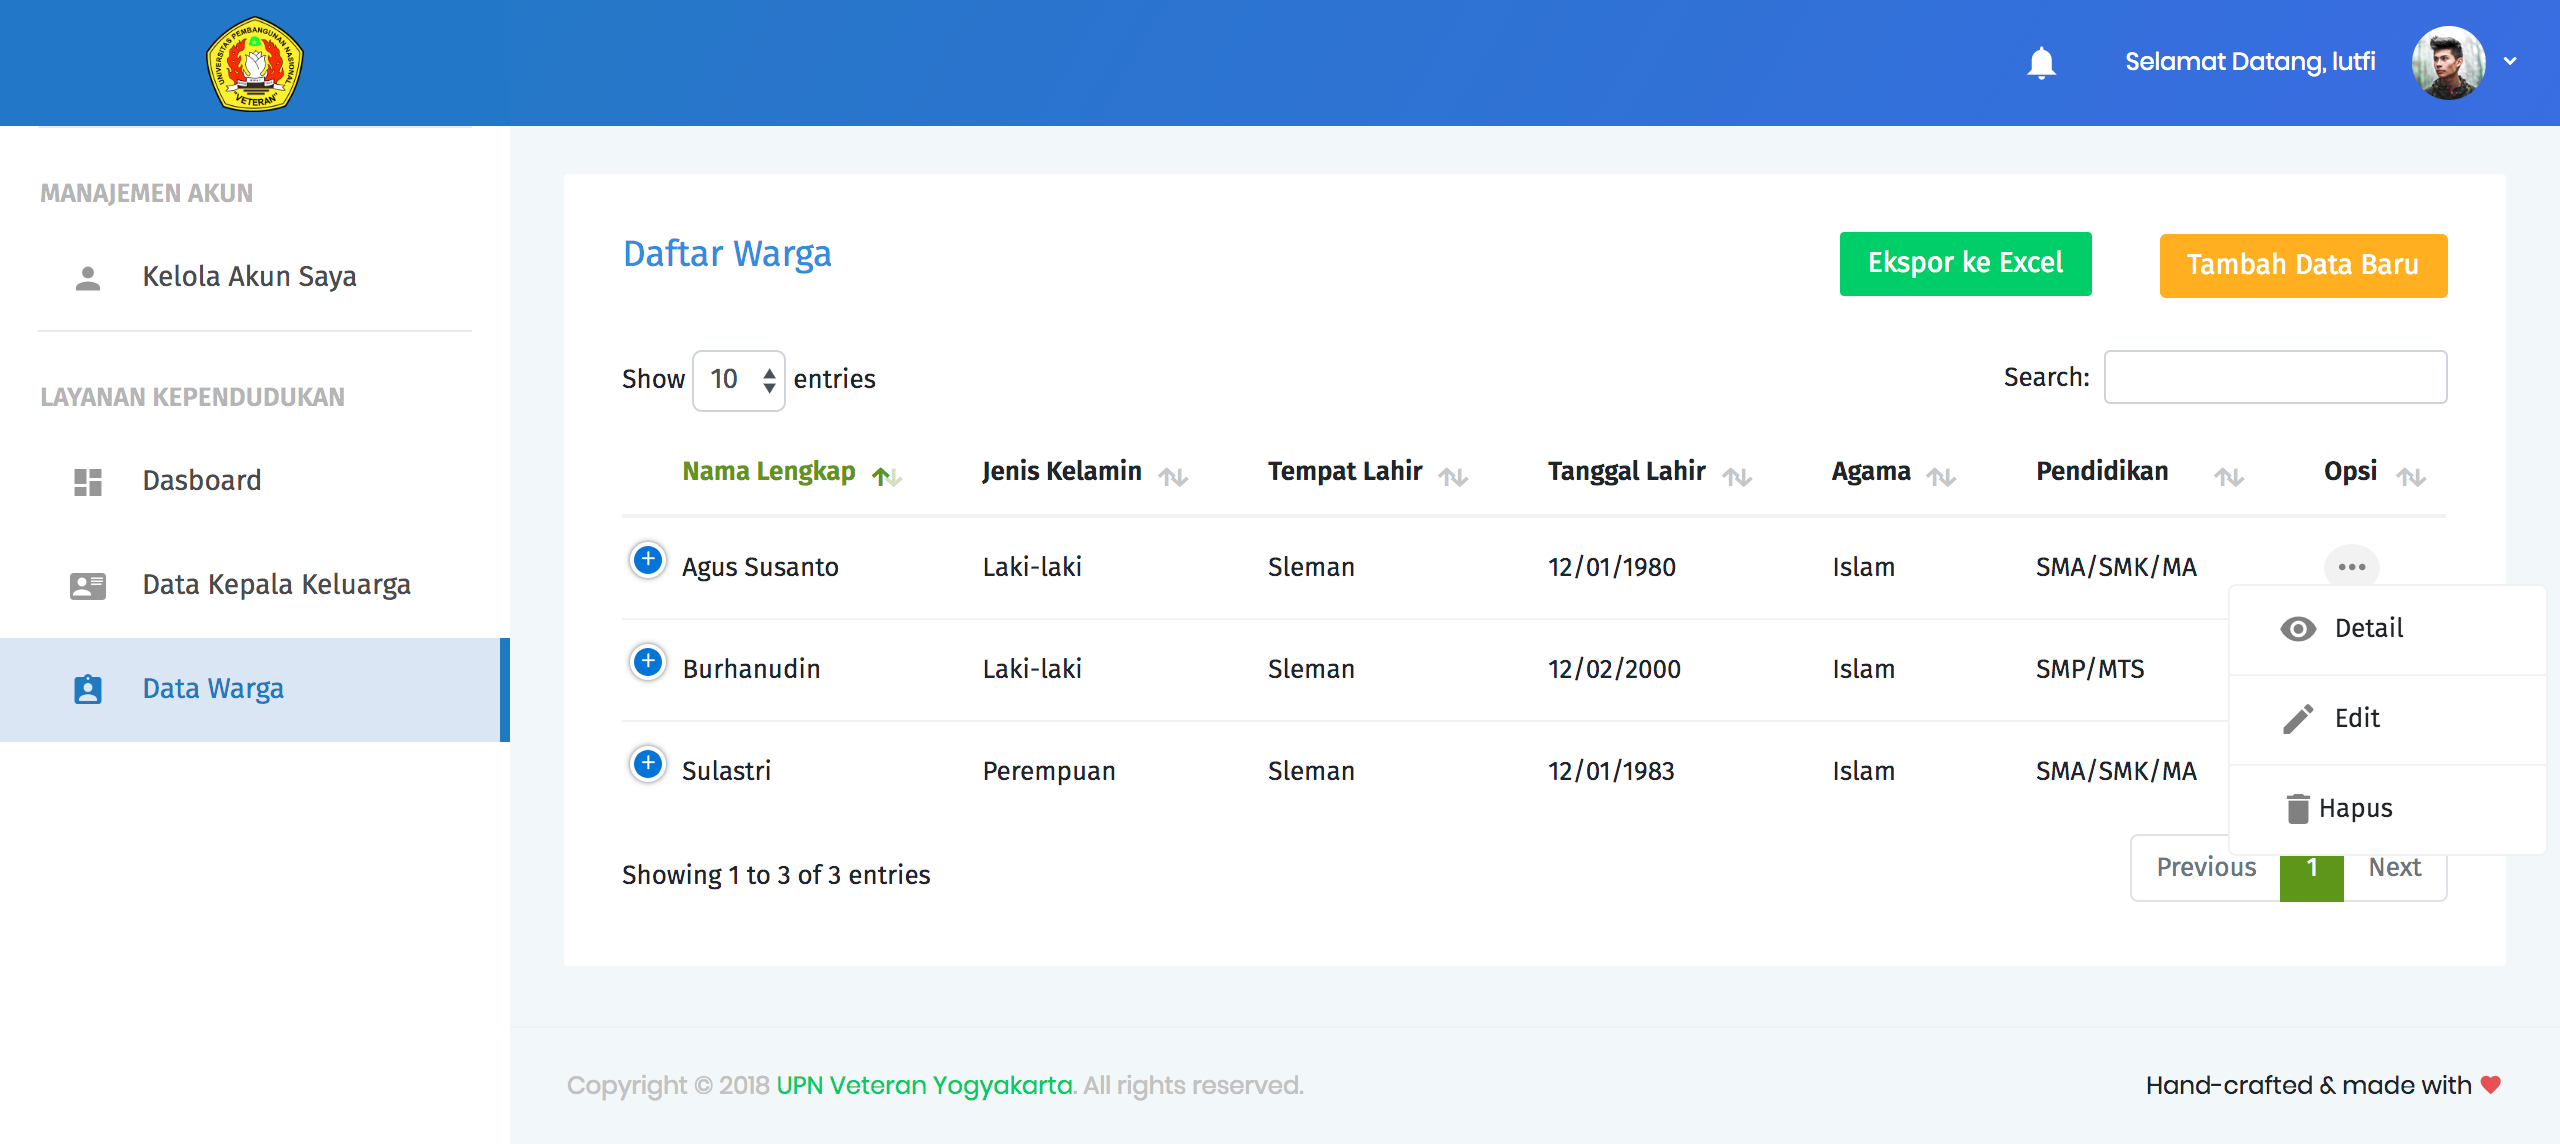 UNIVERSITAS PEMBANGUNAN NASIONAL
"VETERAN"
Selamat Datang, lutfi
MANAJEMEN AKUN
Kelola Akun Saya
LAYANAN KEPENDUDUKAN
Dasboard
Data Kepala Keluarga
Data Warga
Daftar Warga
Ekspor ke Excel
Tambah Data Baru
Show 10 entries
Search:
Nama Lengkap Jenis Kelamin Tempat Lahir Tanggal Lahir Agama Pendidikan Opsi
Agus Susanto Laki-laki Sleman 12/01/1980 Islam SMA/SMK/MA
Burhanudin Laki-laki Sleman 12/02/2000 Islam SMP/MTS
Sulastri Perempuan Sleman 12/01/1983 Islam SMA/SMK/MA
Detail
Edit
Hapus
Showing 1 to 3 of 3 entries
Previous 1 Next
Copyright © 2018 UPN Veteran Yogyakarta. All rights reserved.
Hand-crafted & made with